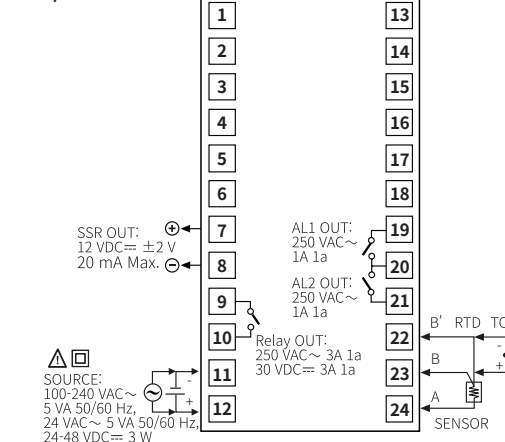 1
13
2
14
3
15
4
16
5
17
6
18
7
19
8
20
9
21
10
22
11
23
12
24
SSR OUT:
12 VDC⎓ ±2 V
20 mA Max.
+
−
AL1 OUT:
250 VAC～
1A 1a
AL2 OUT:
250 VAC～
1A 1a
Relay OUT:
250 VAC～ 3A 1a
30 VDC⎓ 3A 1a
SOURCE:
100-240 VAC～
5 VA 50/60 Hz,
24 VAC～ 5 VA 50/60 Hz,
24-48 VDC⎓ 3 W
-
+
B' RTD TC
-
+
B
A
SENSOR